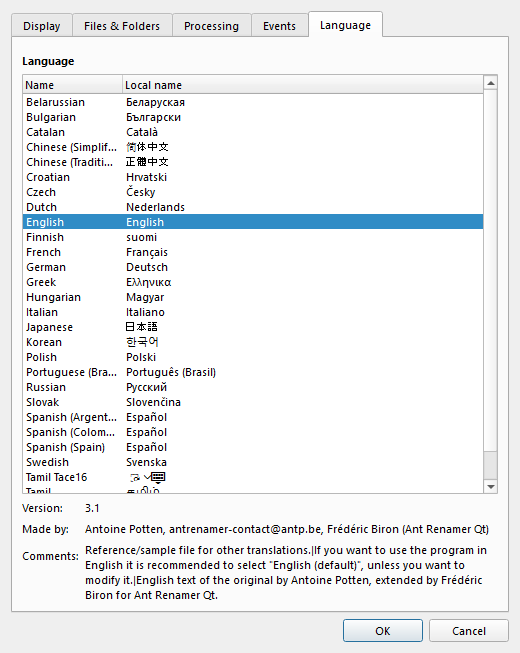 Display Files & Folders Processing Events Language
Language
Name Local name
Belarussian Беларуская
Bulgarian Български
Catalan Català
Chinese (Simplif... 简体中文
Chinese (Traditi... 正體中文
Croatian Hrvatski
Czech Česky
Dutch Nederlands
English English
Finnish suomi
French Français
German Deutsch
Greek Ελληνικα
Hungarian Magyar
Italian Italiano
Japanese 日本語
Korean 한국어
Polish Polski
Portuguese (Bra... Português (Brasil)
Russian Русский
Slovak Slovenčina
Spanish (Argent... Español
Spanish (Colom... Español
Spanish (Spain) Español
Swedish Svenska
Tamil Tace16
Tamil தமிழ்
Version: 3.1
Made by: Antoine Potten, antrenamer-contact@antp.be, Frédéric Biron (Ant Renamer Qt)
Comments: Reference/sample file for other translations.|If you want to use the program in
English it is recommended to select "English (default)", unless you want to
modify it.|English text of the original by Antoine Potten, extended by Frédéric
Biron for Ant Renamer Qt.
OK Cancel